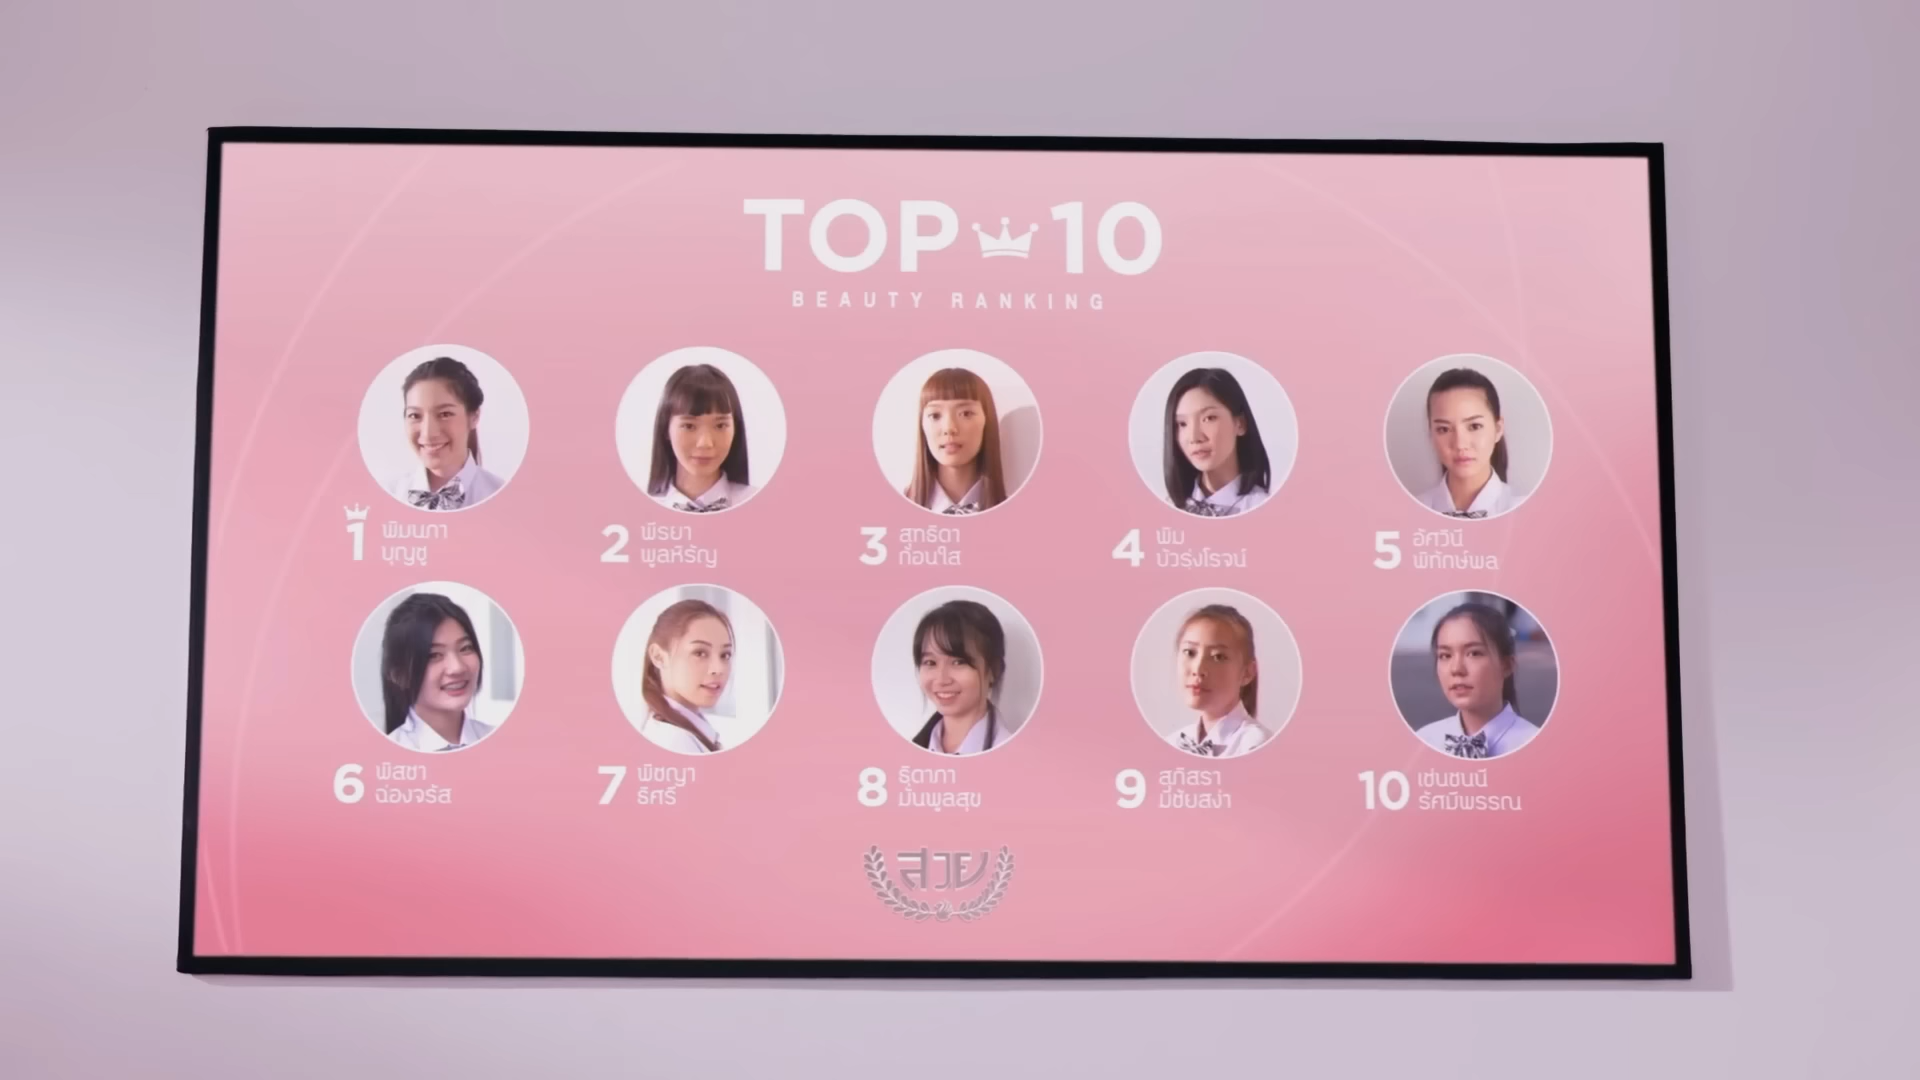 TOP 10
BEAUTY RANKING
1 พิมนภา
บุญชู
2 พีรยา
พูลหิรัญ
3 สุทธิดา
ก้อนใส
4 พิม
บัวรุ่งโรจน์
5 อัศวินี
พิทักษ์พล
6 พิสชา
ฉ่องจรัส
7 พิชญา
ธิศรี
8 ธิดาภา
มั่นพูลสุข
9 สุภิสรา
มีชัยสง่า
10 เช่นชนนี
รัศมีพรรณ
สวย